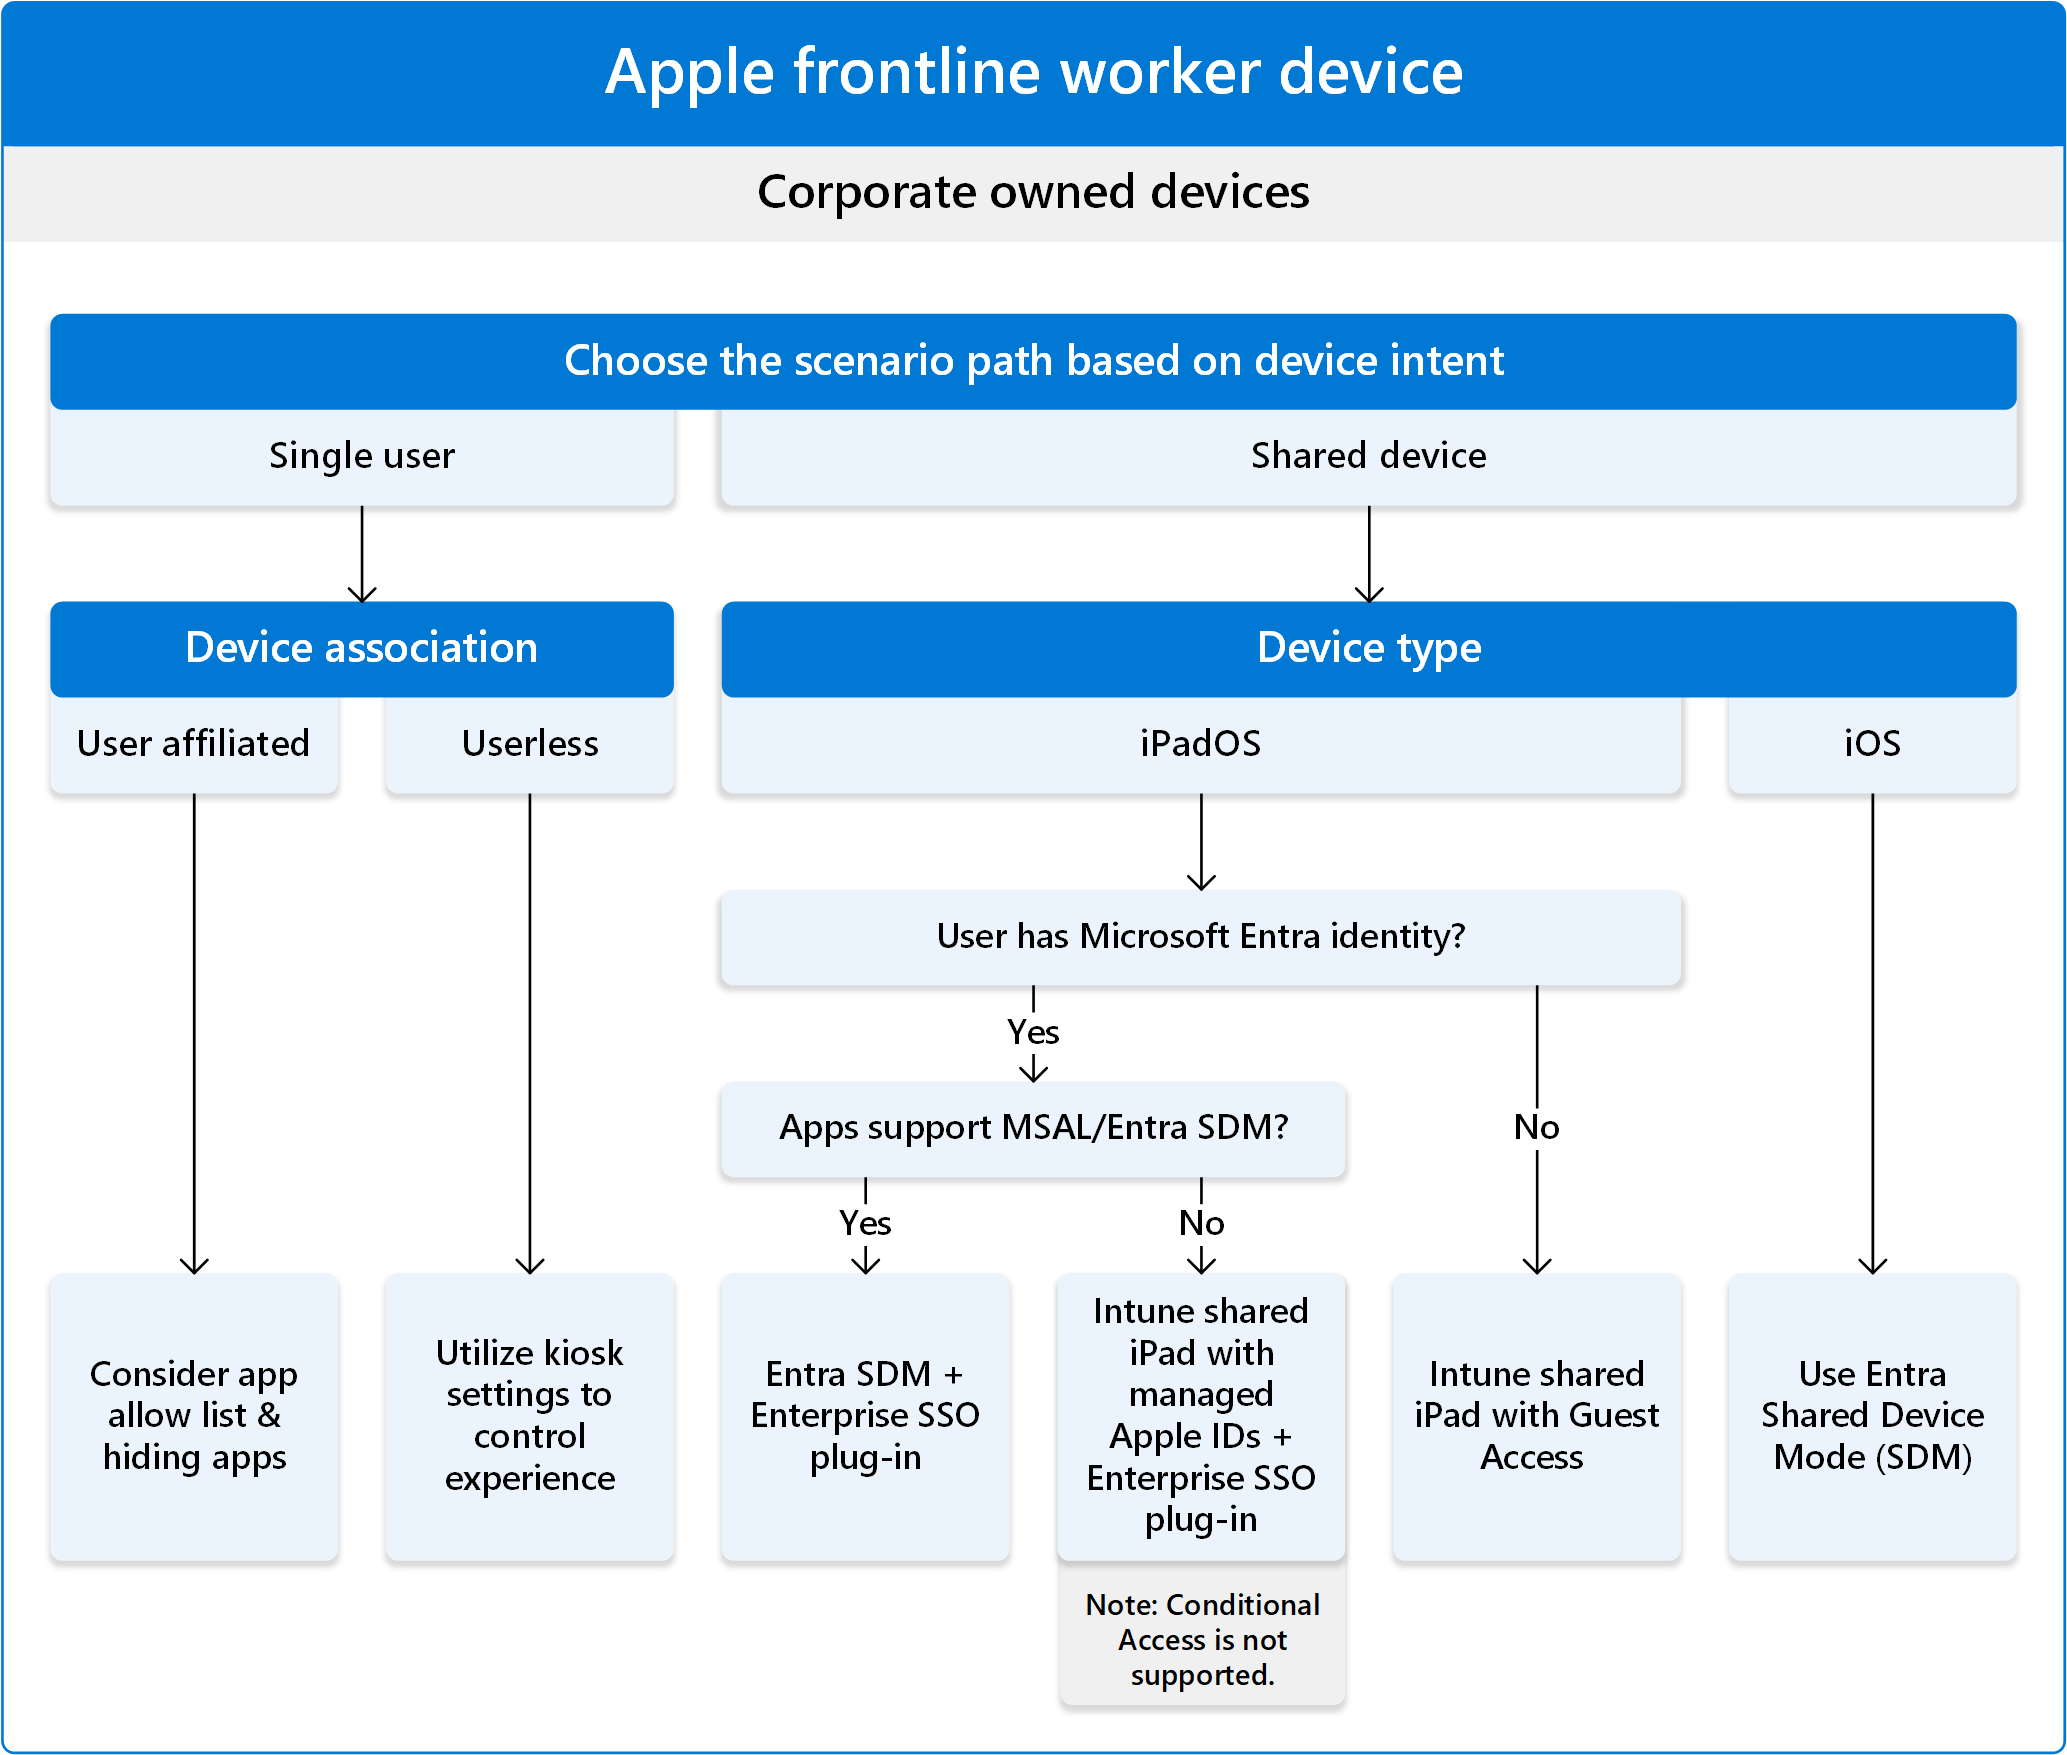 Apple frontline worker device
Corporate owned devices
Choose the scenario path based on device intent
Single user
Shared device
Device association
Device type
User affiliated
Userless
iPadOS
iOS
User has Microsoft Entra identity?
Yes
Apps support MSAL/Entra SDM?
No
Yes
No
Consider app
allow list &
hiding apps
Utilize kiosk
settings to
control
experience
Entra SDM +
Enterprise SSO
plug-in
Intune shared
iPad with
managed
Apple IDs +
Enterprise SSO
plug-in
Intune shared
iPad with Guest
Access
Use Entra
Shared Device
Mode (SDM)
Note: Conditional
Access is not
supported.